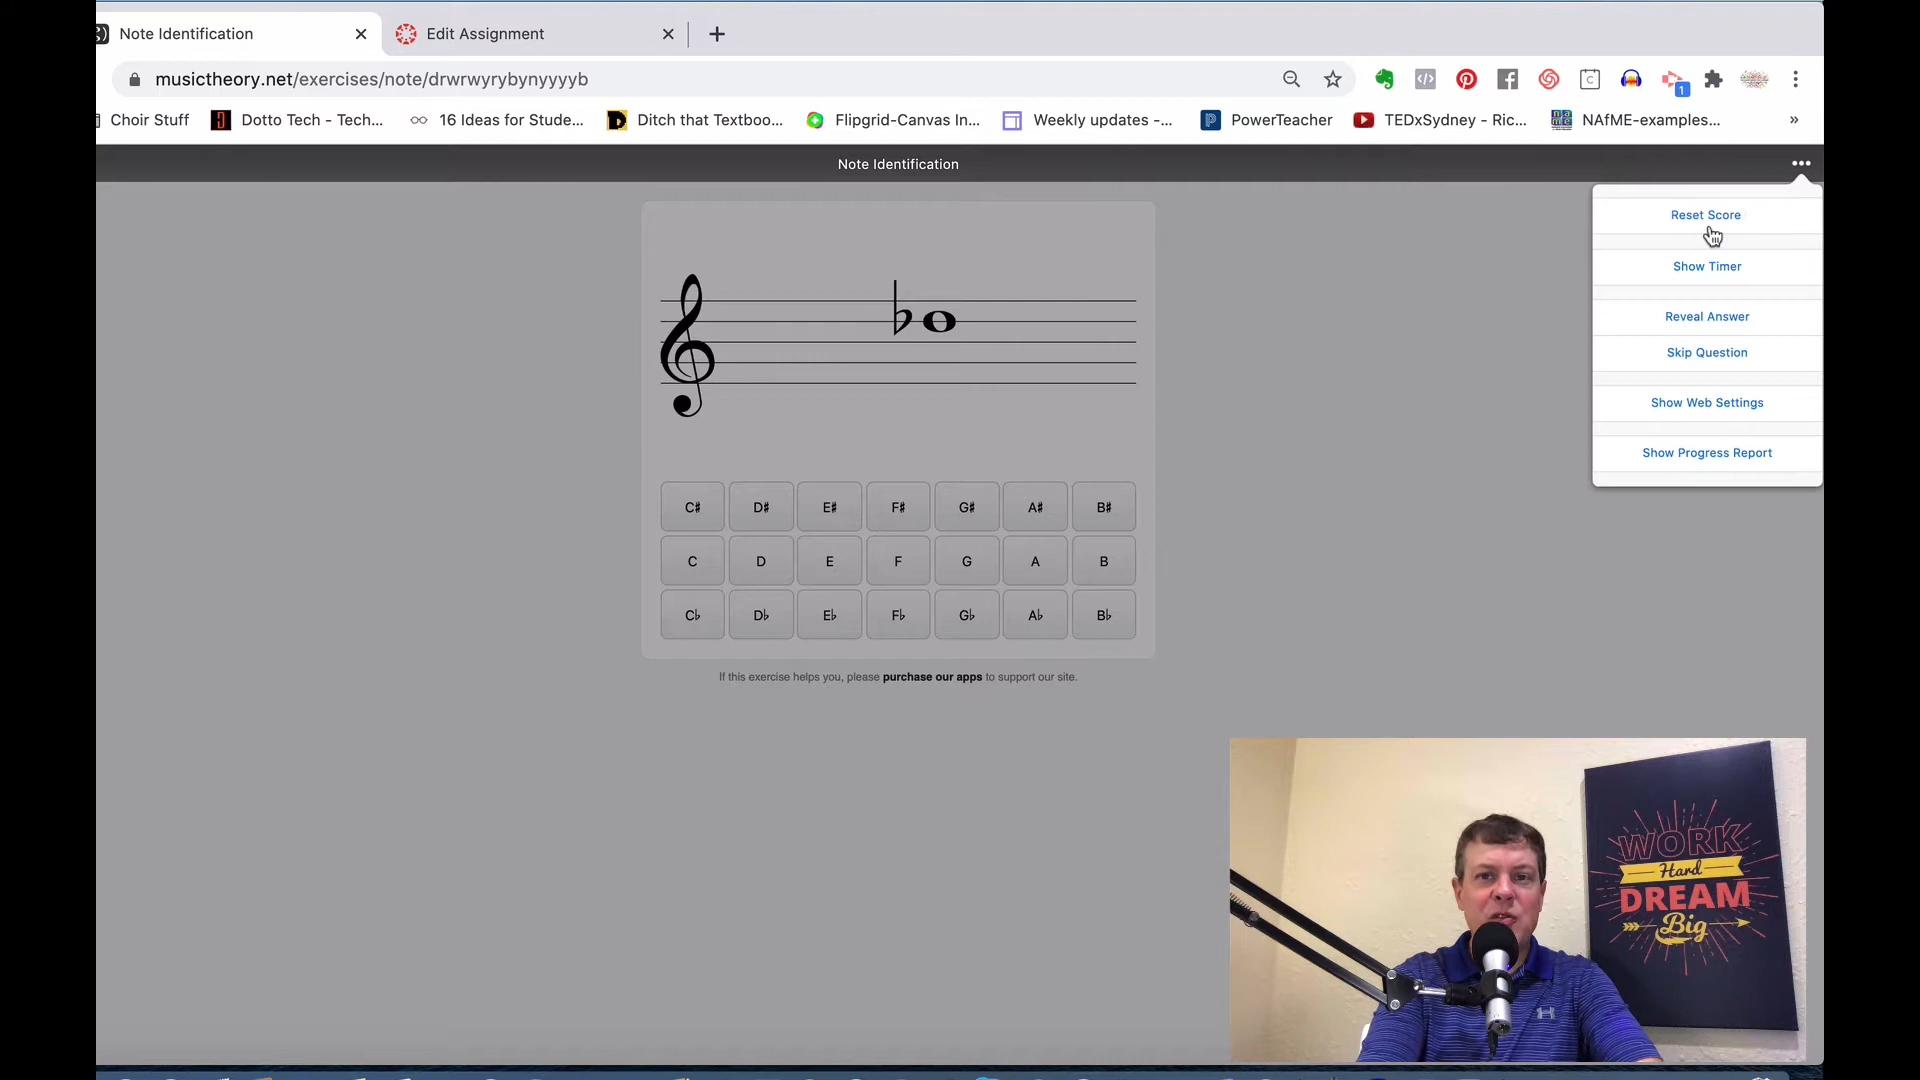 Note Identification
Edit Assignment
musictheory.net/exercises/note/drwrwyrybynyyyyb
1
Choir Stuff
Dotto Tech - Tech...
16 Ideas for Stude...
Ditch that Textboo...
Flipgrid-Canvas In...
Weekly updates -...
PowerTeacher
TEDxSydney - Ric...
NAfME-examples...
»
Note Identification
Reset Score
Show Timer
Reveal Answer
Skip Question
Show Web Settings
Show Progress Report
C♯ D♯ E♯ F♯ G♯ A♯ B♯
C D E F G A B
C♭ D♭ E♭ F♭ G♭ A♭ B♭
If this exercise helps you, please purchase our apps to support our site.
WORK
Hard
DREAM
Big